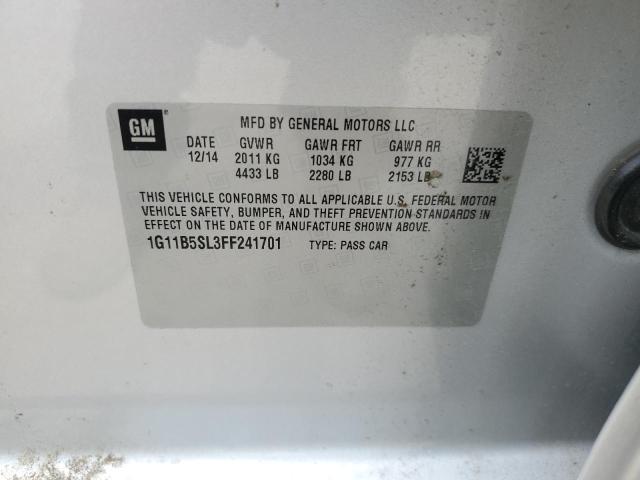 GM
MFD BY GENERAL MOTORS LLC
DATE GVWR GAWR FRT GAWR RR
12/14 2011 KG 1034 KG 977 KG
4433 LB 2280 LB 2153 LB
THIS VEHICLE CONFORMS TO ALL APPLICABLE U.S. FEDERAL MOTOR
VEHICLE SAFETY, BUMPER, AND THEFT PREVENTION STANDARDS IN
EFFECT ON THE DATE OF MANUFACTURE SHOWN ABOVE.
1G11B5SL3FF241701 TYPE: PASS CAR